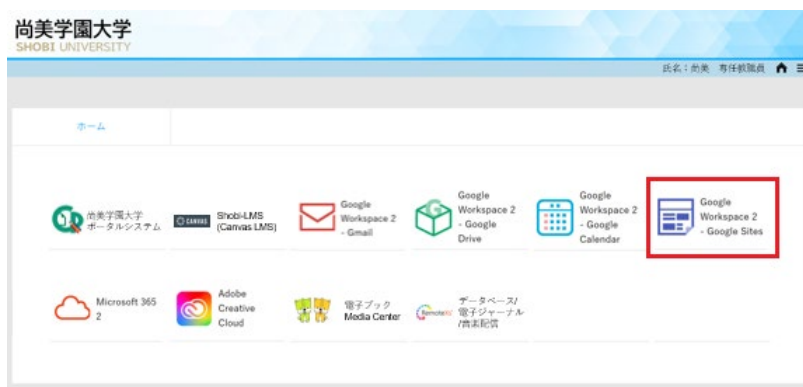 尚美学園大学
SHOBI UNIVERSITY
氏名：尚美 専任教職員
ホーム
尚美学園大学
ポータルシステム
CANVAS
Shobi-LMS
(Canvas LMS)
Google
Workspace 2
- Gmail
Google
Workspace 2
- Google
Drive
Google
Workspace 2
- Google
Calendar
Google
Workspace 2
- Google Sites
Microsoft 365
2
Adobe
Creative
Cloud
電子ブック
Media Center
データベース/
電子ジャーナル
/音楽配信